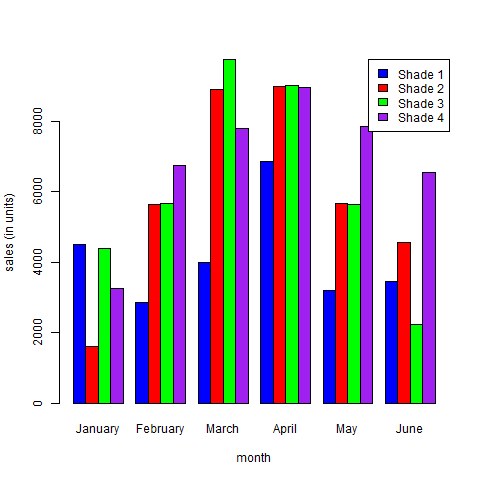 Shade 1
Shade 2
Shade 3
Shade 4
sales (in units)
8000
6000
4000
2000
0
January February March April May June
month